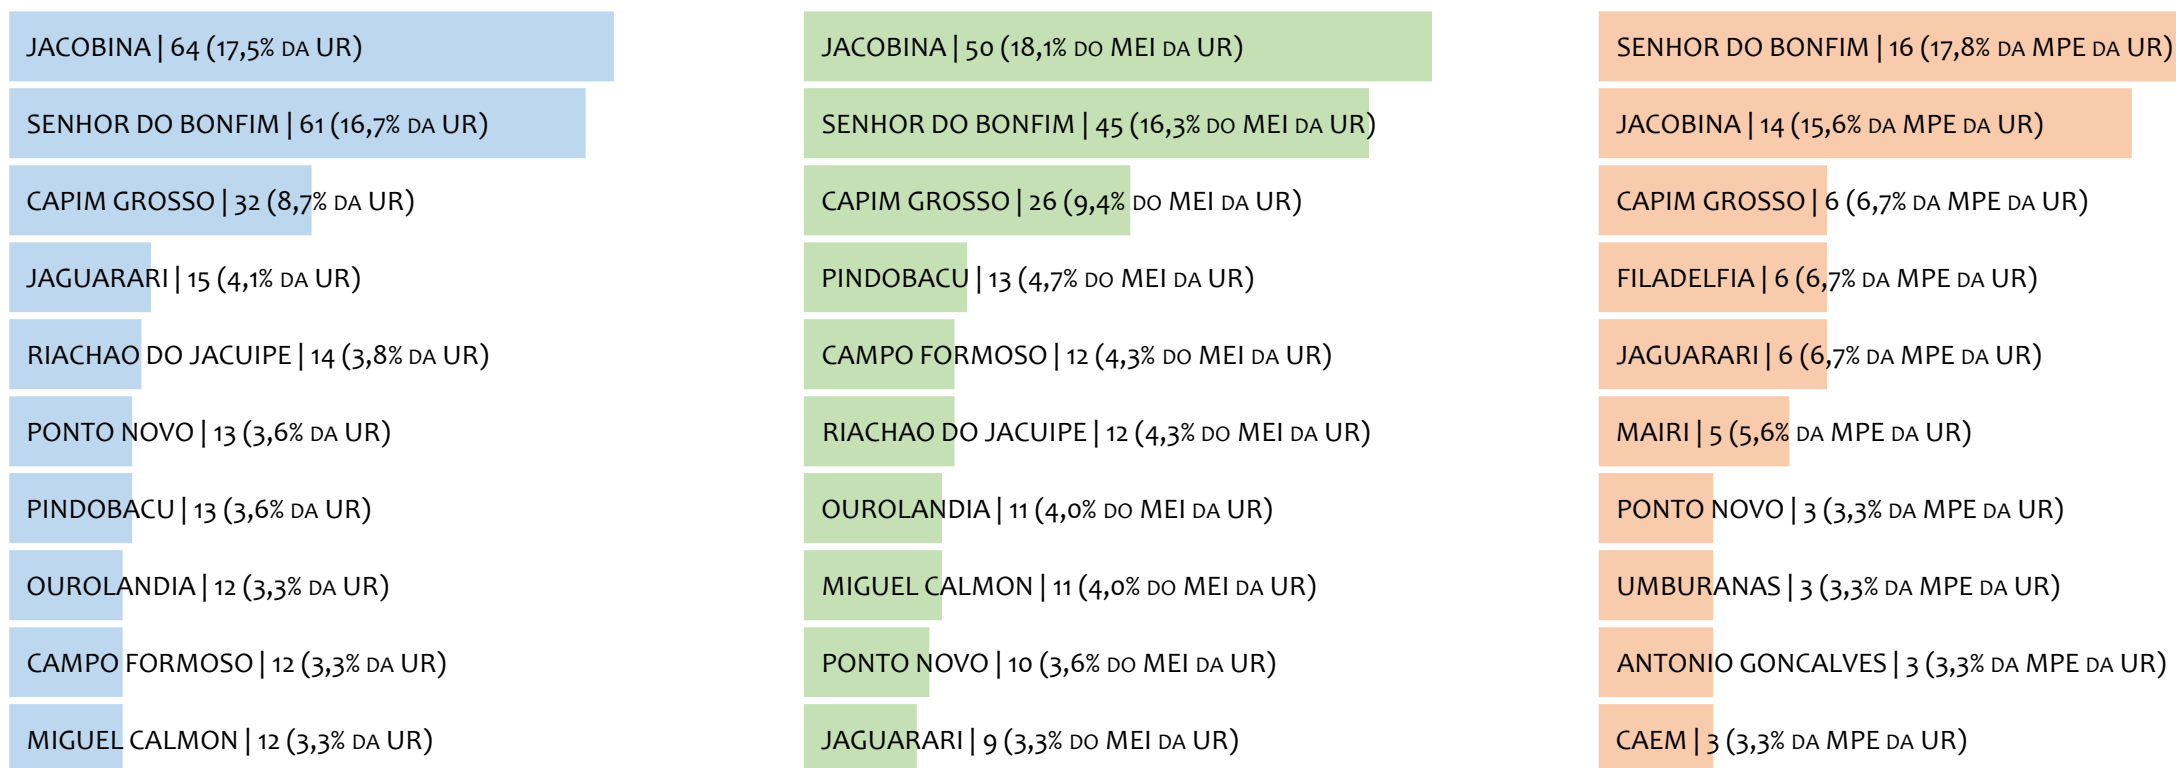 JACOBINA | 64 (17,5% DA UR)
SENHOR DO BONFIM | 61 (16,7% DA UR)
CAPIM GROSSO | 32 (8,7% DA UR)
JAGUARARI | 15 (4,1% DA UR)
RIACHAO DO JACUIPE | 14 (3,8% DA UR)
PONTO NOVO | 13 (3,6% DA UR)
PINDOBACU | 13 (3,6% DA UR)
OUROLANDIA | 12 (3,3% DA UR)
CAMPO FORMOSO | 12 (3,3% DA UR)
MIGUEL CALMON | 12 (3,3% DA UR)
JACOBINA | 50 (18,1% DO MEI DA UR)
SENHOR DO BONFIM | 45 (16,3% DO MEI DA UR)
CAPIM GROSSO | 26 (9,4% DO MEI DA UR)
PINDOBACU | 13 (4,7% DO MEI DA UR)
CAMPO FORMOSO | 12 (4,3% DO MEI DA UR)
RIACHAO DO JACUIPE | 12 (4,3% DO MEI DA UR)
OUROLANDIA | 11 (4,0% DO MEI DA UR)
MIGUEL CALMON | 11 (4,0% DO MEI DA UR)
PONTO NOVO | 10 (3,6% DO MEI DA UR)
JAGUARARI | 9 (3,3% DO MEI DA UR)
SENHOR DO BONFIM | 16 (17,8% DA MPE DA UR)
JACOBINA | 14 (15,6% DA MPE DA UR)
CAPIM GROSSO | 6 (6,7% DA MPE DA UR)
FILADELFIA | 6 (6,7% DA MPE DA UR)
JAGUARARI | 6 (6,7% DA MPE DA UR)
MAIRI | 5 (5,6% DA MPE DA UR)
PONTO NOVO | 3 (3,3% DA MPE DA UR)
UMBURANAS | 3 (3,3% DA MPE DA UR)
ANTONIO GONCALVES | 3 (3,3% DA MPE DA UR)
CAEM | 3 (3,3% DA MPE DA UR)